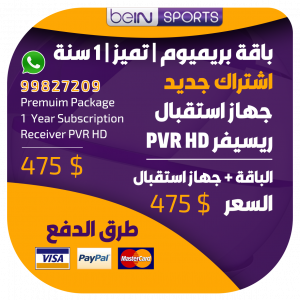 beIN SPORTS
باقة بريميوم | تميز | 1 سنة
اشتراك جديد
99827209
جهاز استقبال
Premuim Package
1 Year Subscription
Receiver PVR HD
ريسيفر PVR HD
الباقة + جهاز استقبال
475 $
السعر 475 $
طرق الدفع
VISA PayPal MasterCard